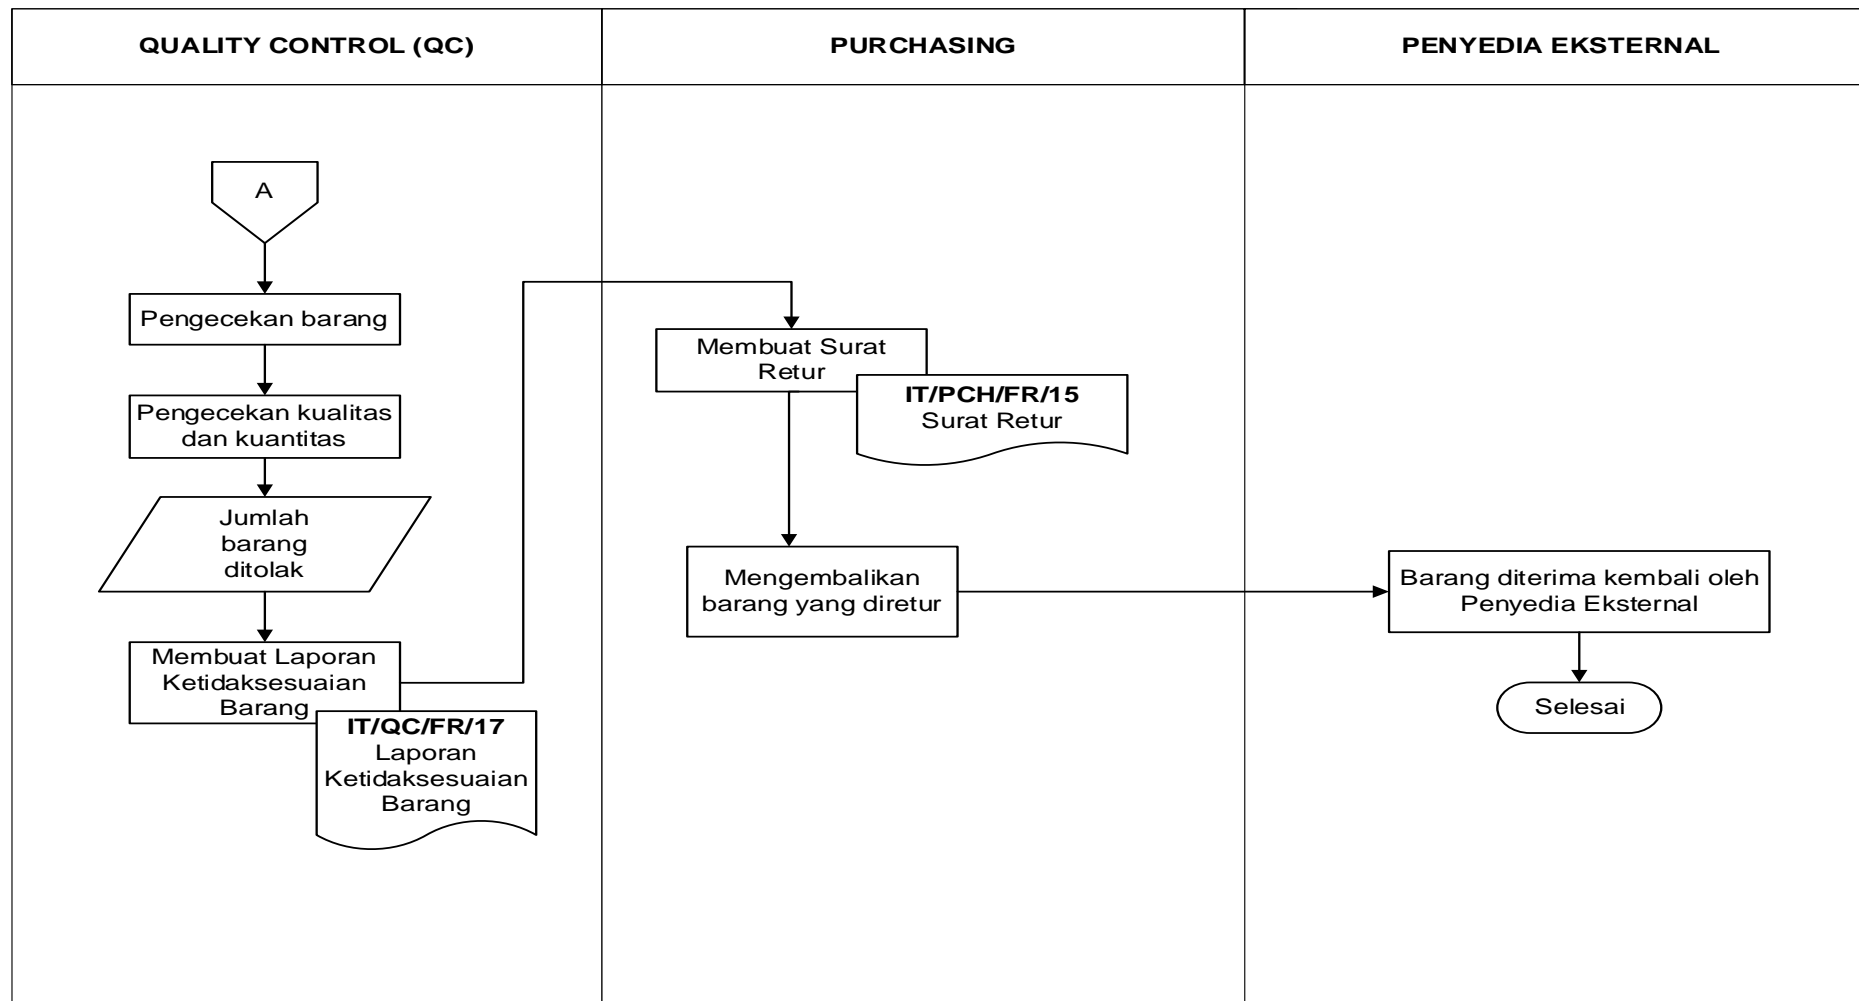 QUALITY CONTROL (QC)
PURCHASING
PENYEDIA EKSTERNAL
A
Pengecekan barang
Pengecekan kualitas
dan kuantitas
Jumlah
barang
ditolak
Membuat Laporan
Ketidaksesuaian
Barang
IT/QC/FR/17
Laporan
Ketidaksesuaian
Barang
Membuat Surat
Retur
IT/PCH/FR/15
Surat Retur
Mengembalikan
barang yang diretur
Barang diterima kembali oleh
Penyedia Eksternal
Selesai